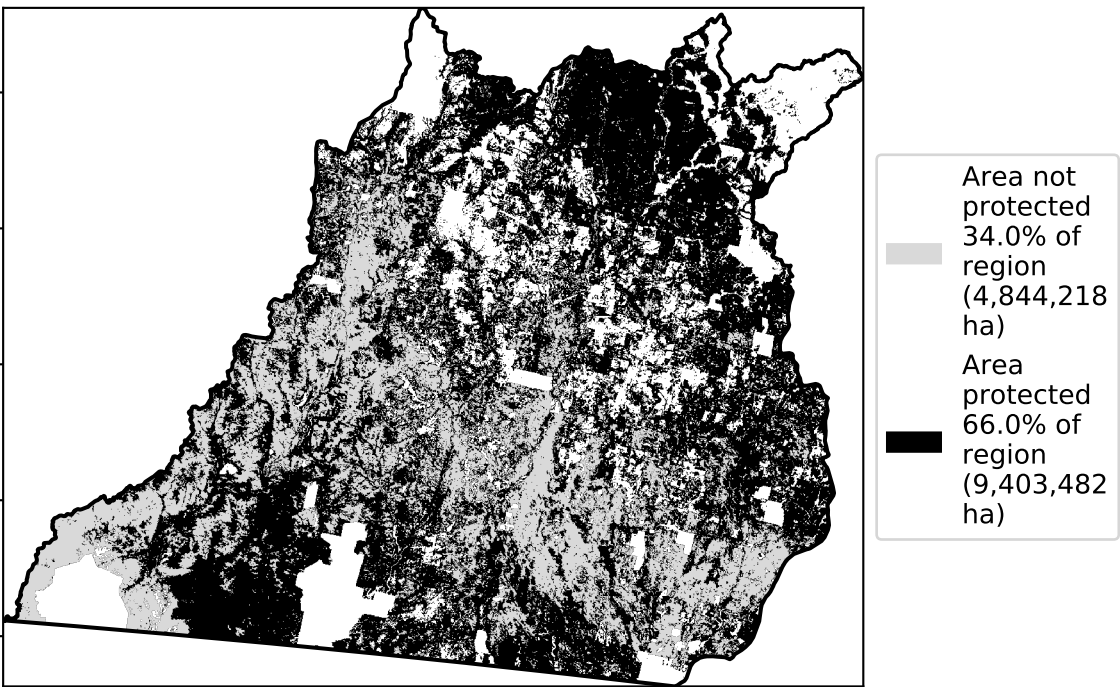 Area not
protected
34.0% of
region
(4,844,218
ha)
Area
protected
66.0% of
region
(9,403,482
ha)